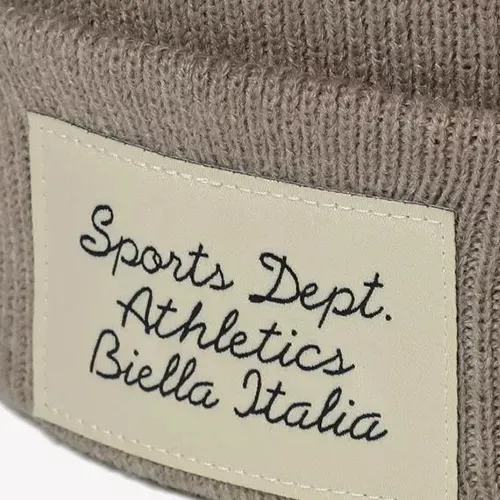 Sports Dept.
Athletics
Biella Italia